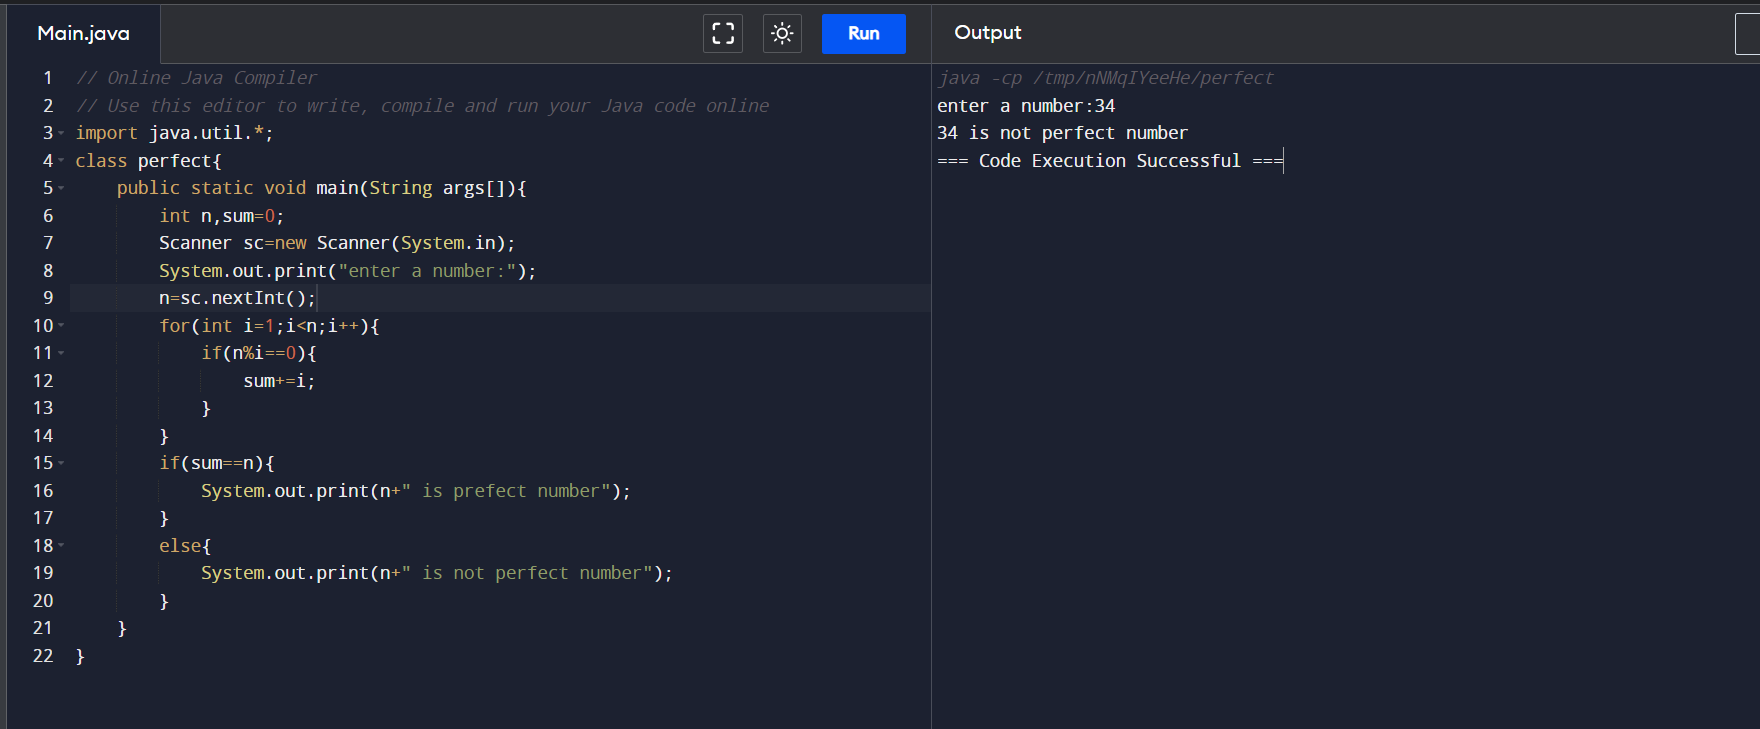 Main.java
Run
Output
1 // Online Java Compiler
2 // Use this editor to write, compile and run your Java code online
3 import java.util.*;
4 class perfect{
5     public static void main(String args[]){
6         int n,sum=0;
7         Scanner sc=new Scanner(System.in);
8         System.out.print("enter a number:");
9         n=sc.nextInt();
10         for(int i=1;i<n;i++){
11             if(n%i==0){
12                 sum+=i;
13             }
14         }
15         if(sum==n){
16             System.out.print(n+" is prefect number");
17         }
18         else{
19             System.out.print(n+" is not perfect number");
20         }
21     }
22 }
java -cp /tmp/nNMqIYeeHe/perfect
enter a number:34
34 is not perfect number
=== Code Execution Successful ===